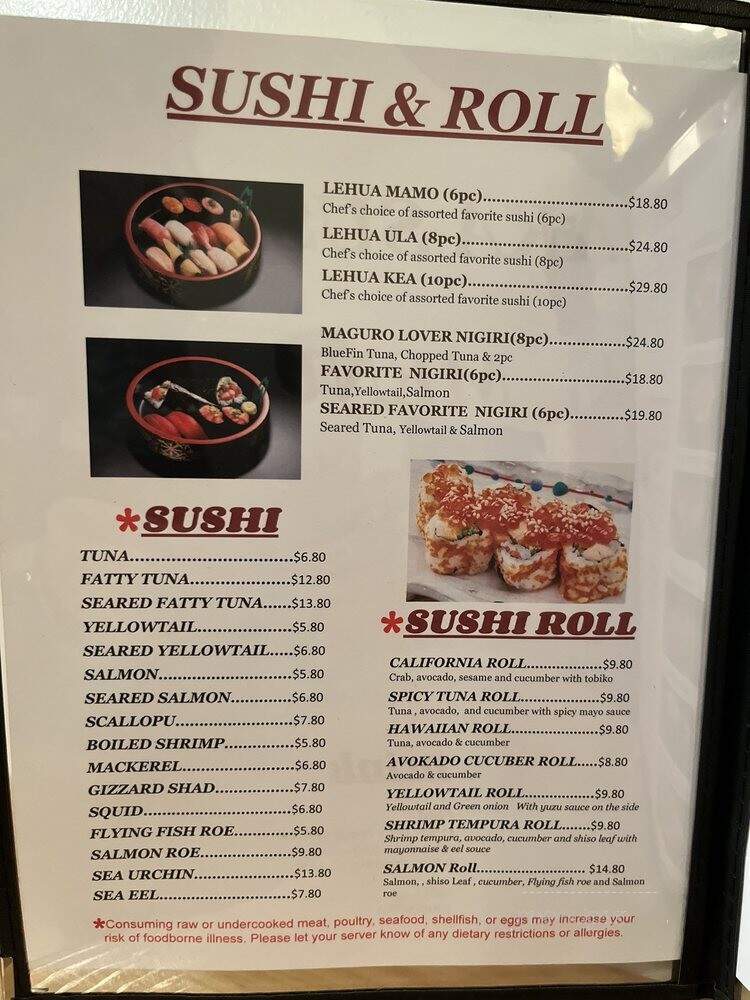 SUSHI & ROLL
LEHUA MAMO (6pc)..............................$18.80
Chef's choice of assorted favorite sushi (6pc)
LEHUA ULA (8pc)..................................$24.80
Chef's choice of assorted favorite sushi (8pc)
LEHUA KEA (10pc).................................$29.80
Chef's choice of assorted favorite sushi (10pc)
MAGURO LOVER NIGIRI(8pc)................$24.80
BlueFin Tuna, Chopped Tuna & 2pc
FAVORITE NIGIRI(6pc).........................$18.80
Tuna,Yellowtail,Salmon
SEARED FAVORITE NIGIRI (6pc)............$19.80
Seared Tuna, Yellowtail & Salmon
*SUSHI
TUNA.................................$6.80
FATTY TUNA.....................$12.80
SEARED FATTY TUNA......$13.80
YELLOWTAIL....................$5.80
SEARED YELLOWTAIL.....$6.80
SALMON............................$5.80
SEARED SALMON.............$6.80
SCALLOPU.........................$7.80
BOILED SHRIMP...............$5.80
MACKEREL........................$6.80
GIZZARD SHAD.................$7.80
SQUID................................$6.80
FLYING FISH ROE.............$5.80
SALMON ROE....................$9.80
SEA URCHIN.....................$13.80
SEA EEL.............................$7.80
*SUSHI ROLL
CALIFORNIA ROLL.................$9.80
Crab, avocado, sesame and cucumber with tobiko
SPICY TUNA ROLL..................$9.80
Tuna , avocado, and cucumber with spicy mayo sauce
HAWAIIAN ROLL....................$9.80
Tuna, avocado & cucumber
AVOKADO CUCUBER ROLL.....$8.80
Avocado & cucumber
YELLOWTAIL ROLL................$9.80
Yellowtail and Green onion With yuzu sauce on the side
SHRIMP TEMPURA ROLL.......$9.80
Shrimp tempura, avocado, cucumber and shiso leaf with
mayonnaise & eel souce
SALMON Roll......................... $14.80
Salmon, , shiso Leaf , cucumber, Flying fish roe and Salmon
roe
*Consuming raw or undercooked meat, poultry, seafood, shellfish, or eggs may increase your
risk of foodborne illness. Please let your server know of any dietary restrictions or allergies.